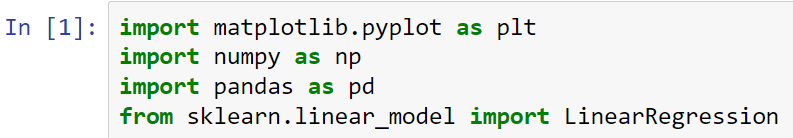 In [1]: import matplotlib.pyplot as plt
import numpy as np
import pandas as pd
from sklearn.linear_model import LinearRegression